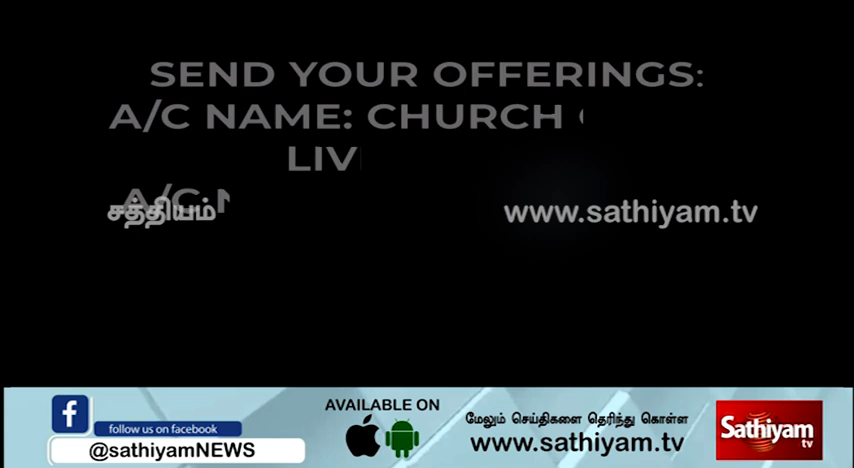 SEND YOUR OFFERINGS:
A/C NAME: CHURCH
சத்தியம்
www.sathiyam.tv
follow us on facebook
@sathiyamNEWS
AVAILABLE ON
மேலும் செய்திகளை தெரிந்து கொள்ள
www.sathiyam.tv
Sathiyam
tv